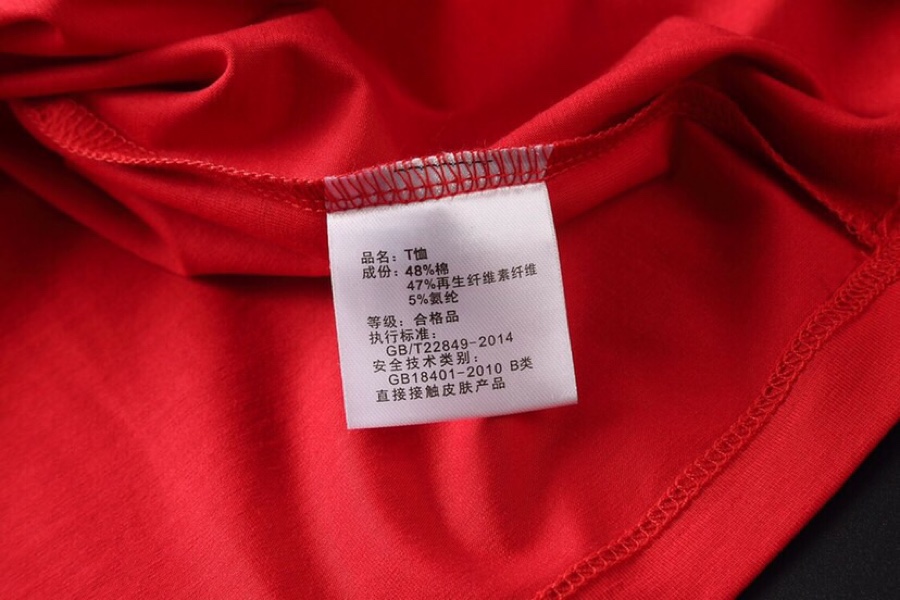 品名：T恤
成份：48%棉
47%再生纤维素纤维
5%氨纶
等级：合格品
执行标准：
GB/T22849-2014
安全技术类别：
GB18401-2010 B类
直接接触皮肤产品